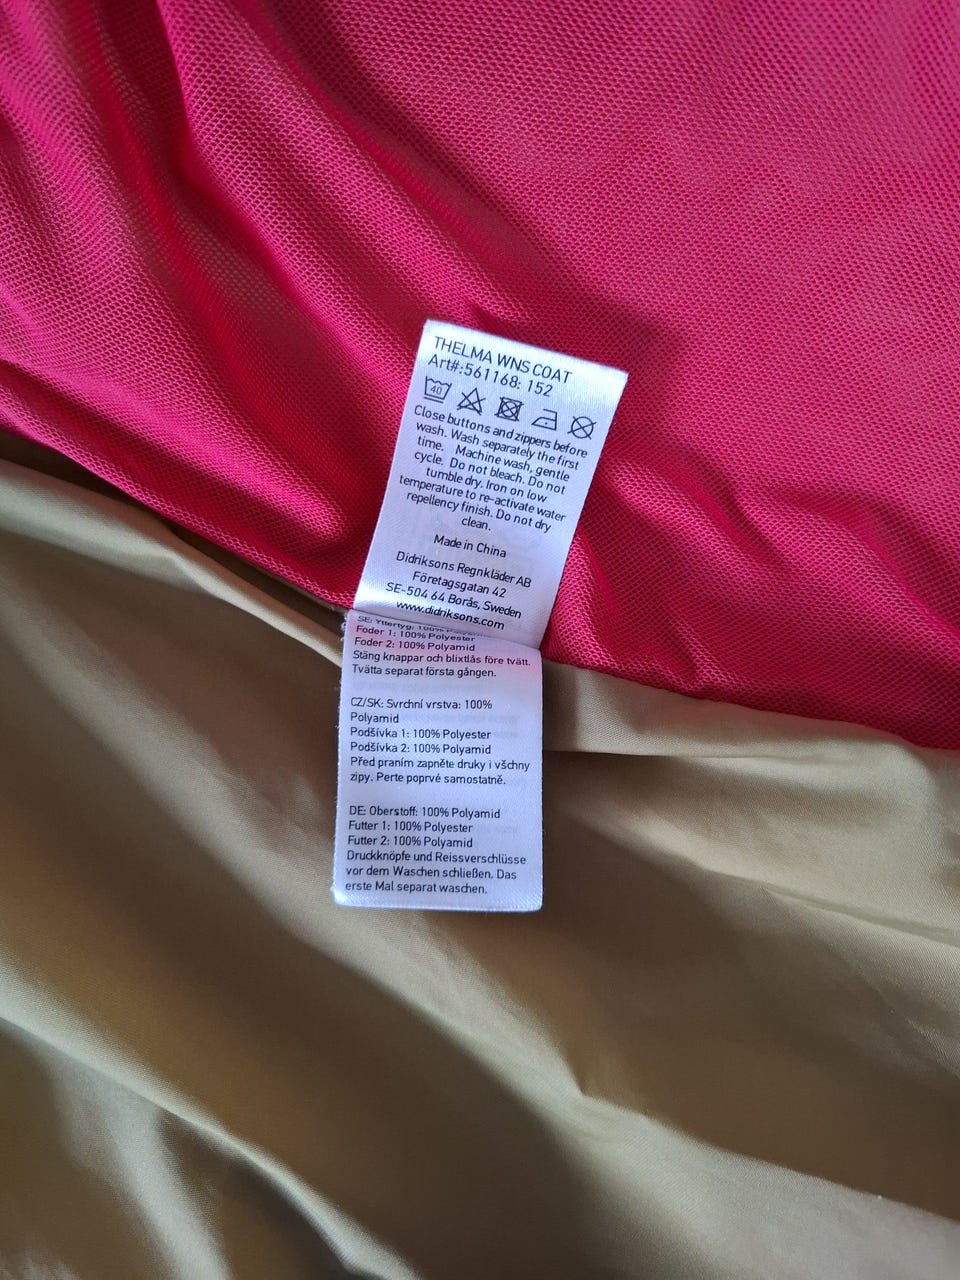 THELMA WNS COAT
Art#:561168: 152
40
Close buttons and zippers before
wash. Wash separately the first
time. Machine wash, gentle
cycle. Do not bleach. Do not
tumble dry. Iron on low
temperature to re-activate water
repellency finish. Do not dry
clean.
Made in China
Didriksons Regnkläder AB
Företagsgatan 42
SE-504 64 Borås, Sweden
www.didriksons.com
SE: Yttertyg: 100% Polyamid
Foder 1: 100% Polyester
Foder 2: 100% Polyamid
Stäng knappar och blixtlås före tvätt.
Tvätta separat första gången.
CZ/SK: Svrchní vrstva: 100%
Polyamid
Podšívka 1: 100% Polyester
Podšívka 2: 100% Polyamid
Před praním zapněte druky i všchny
zipy. Perte poprvé samostatně.
DE: Oberstoff: 100% Polyamid
Futter 1: 100% Polyester
Futter 2: 100% Polyamid
Druckknöpfe und Reissverschlüsse
vor dem Waschen schließen. Das
erste Mal separat waschen.